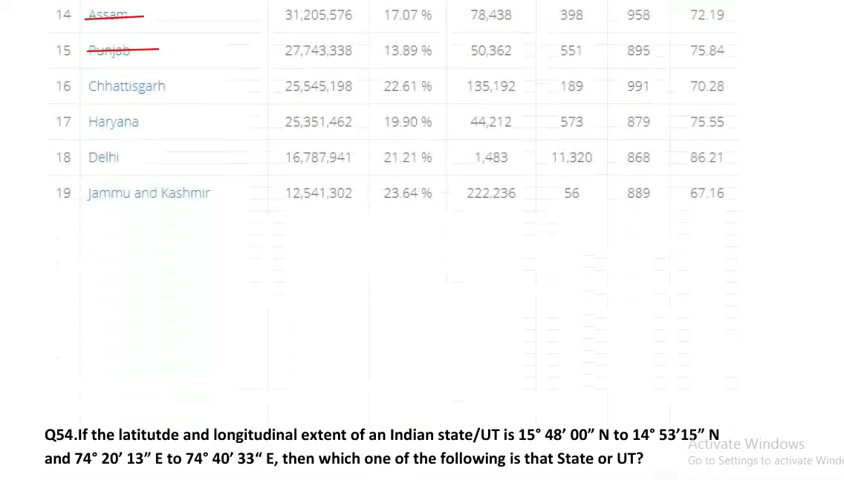 14 Assam 31,205,576 17.07 % 78,438 398 958 72.19
15 Punjab 27,743,338 13.89 % 50,362 551 895 75.84
16 Chhattisgarh 25,545,198 22.61 % 135,192 189 991 70.28
17 Haryana 25,351,462 19.90 % 44,212 573 879 75.55
18 Delhi 16,787,941 21.21 % 1,483 11,320 868 86.21
19 Jammu and Kashmir 12,541,302 23.64 % 222,236 56 889 67.16
Q54.If the latitutde and longitudinal extent of an Indian state/UT is 15° 48’ 00” N to 14° 53’15” N
and 74° 20’ 13” E to 74° 40’ 33“ E, then which one of the following is that State or UT?
Activate Windows
Go to Settings to activate Wind